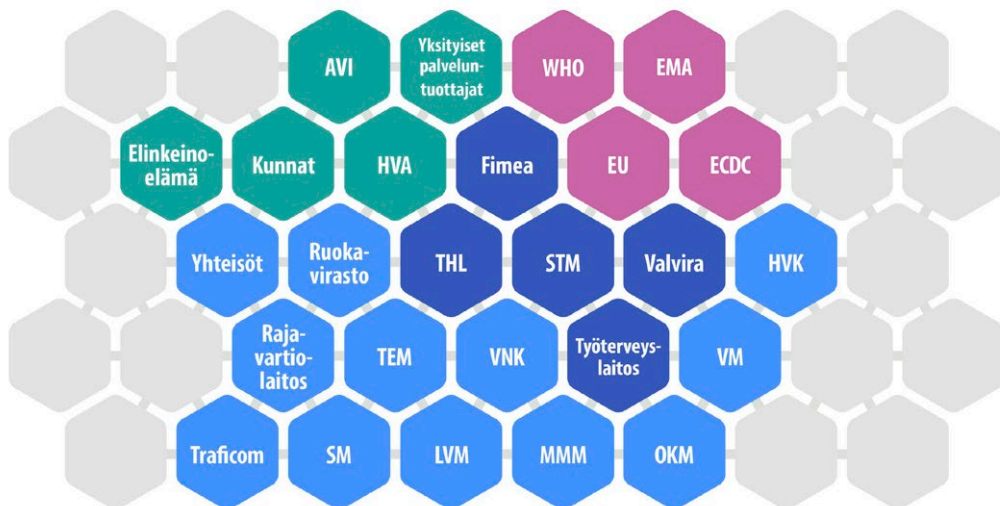 AVI
Yksityiset
palvelun-
tuottajat
WHO
EMA
Elinkeino-
elämä
Kunnat
HVA
Fimea
EU
ECDC
Yhteisöt
Ruoka-
virasto
THL
STM
Valvira
HVK
Raja-
vartio-
laitos
TEM
VNK
Työterveys-
laitos
VM
Traficom
SM
LVM
MMM
OKM